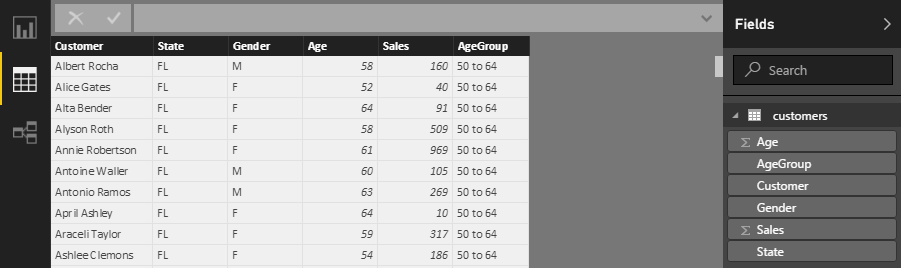 Fields
Customer State Gender Age Sales AgeGroup
Albert Rocha FL M 58 160 50 to 64
Alice Gates FL F 52 40 50 to 64
Alta Bender FL F 64 91 50 to 64
Alyson Roth FL F 58 509 50 to 64
Annie Robertson FL F 61 969 50 to 64
Antoine Waller FL M 60 105 50 to 64
Antonio Ramos FL M 63 269 50 to 64
April Ashley FL F 64 10 50 to 64
Araceli Taylor FL F 59 317 50 to 64
Ashlee Clemons FL F 54 186 50 to 64
Search
customers
Age
AgeGroup
Customer
Gender
Sales
State